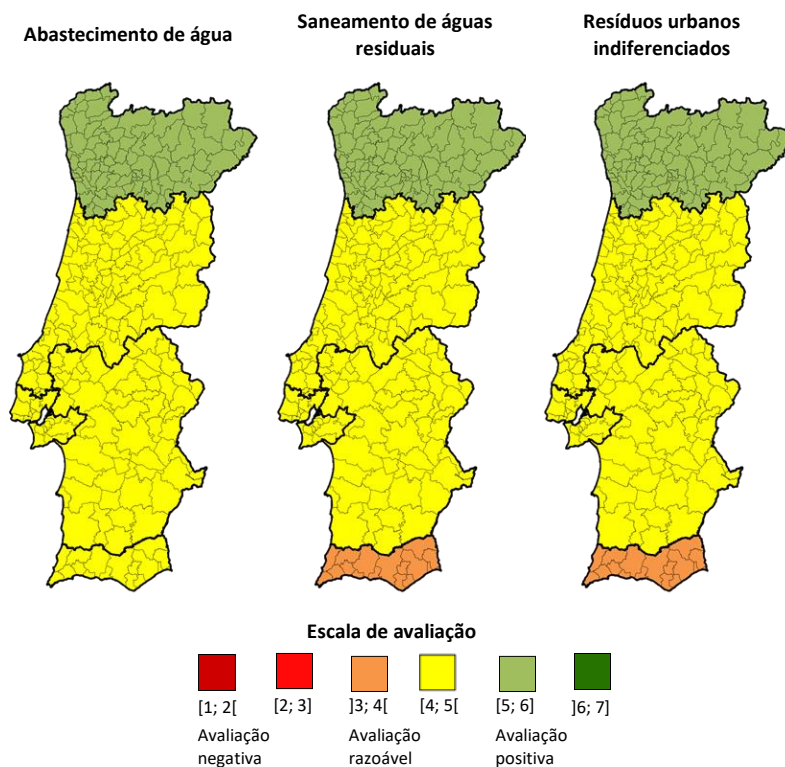 Abastecimento de água
Saneamento de águas
residuais
Resíduos urbanos
indiferenciados
Escala de avaliação
[1; 2[
[2; 3]
]3; 4[
[4; 5[
[5; 6]
]6; 7]
Avaliação
negativa
Avaliação
razoável
Avaliação
positiva